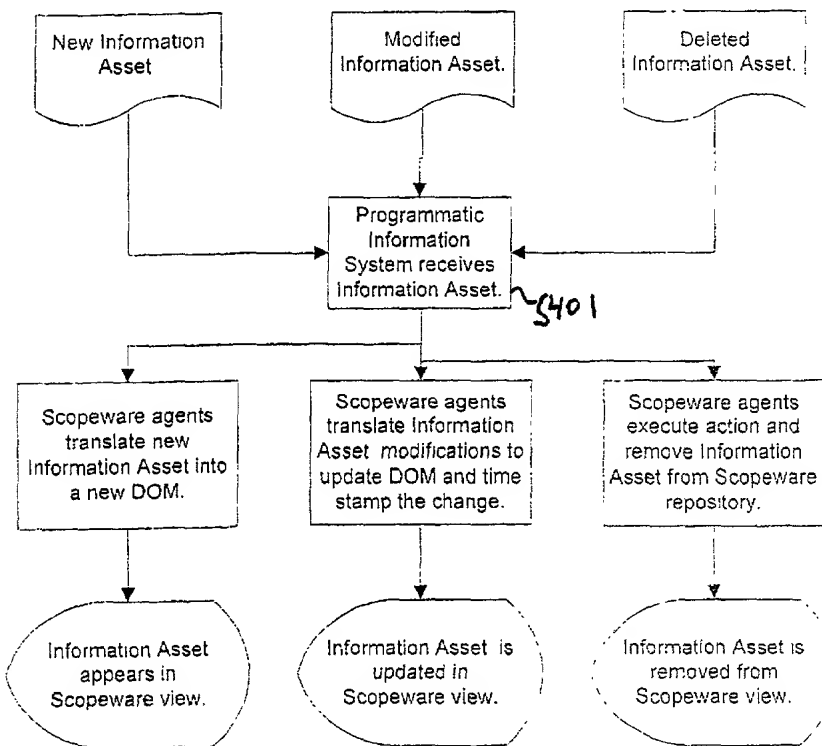 New Information
Asset
Modified
Information Asset.
Deleted
Information Asset.
Programmatic
Information
System receives
Information Asset.
S401
Scopeware agents
translate new
Information Asset into
a new DOM.
Scopeware agents
translate Information
Asset modifications to
update DOM and time
stamp the change.
Scopeware agents
execute action and
remove Information
Asset from Scopeware
repository.
Information Asset
appears in
Scopeware view.
Information Asset is
updated in
Scopeware view.
Information Asset is
removed from
Scopeware view.